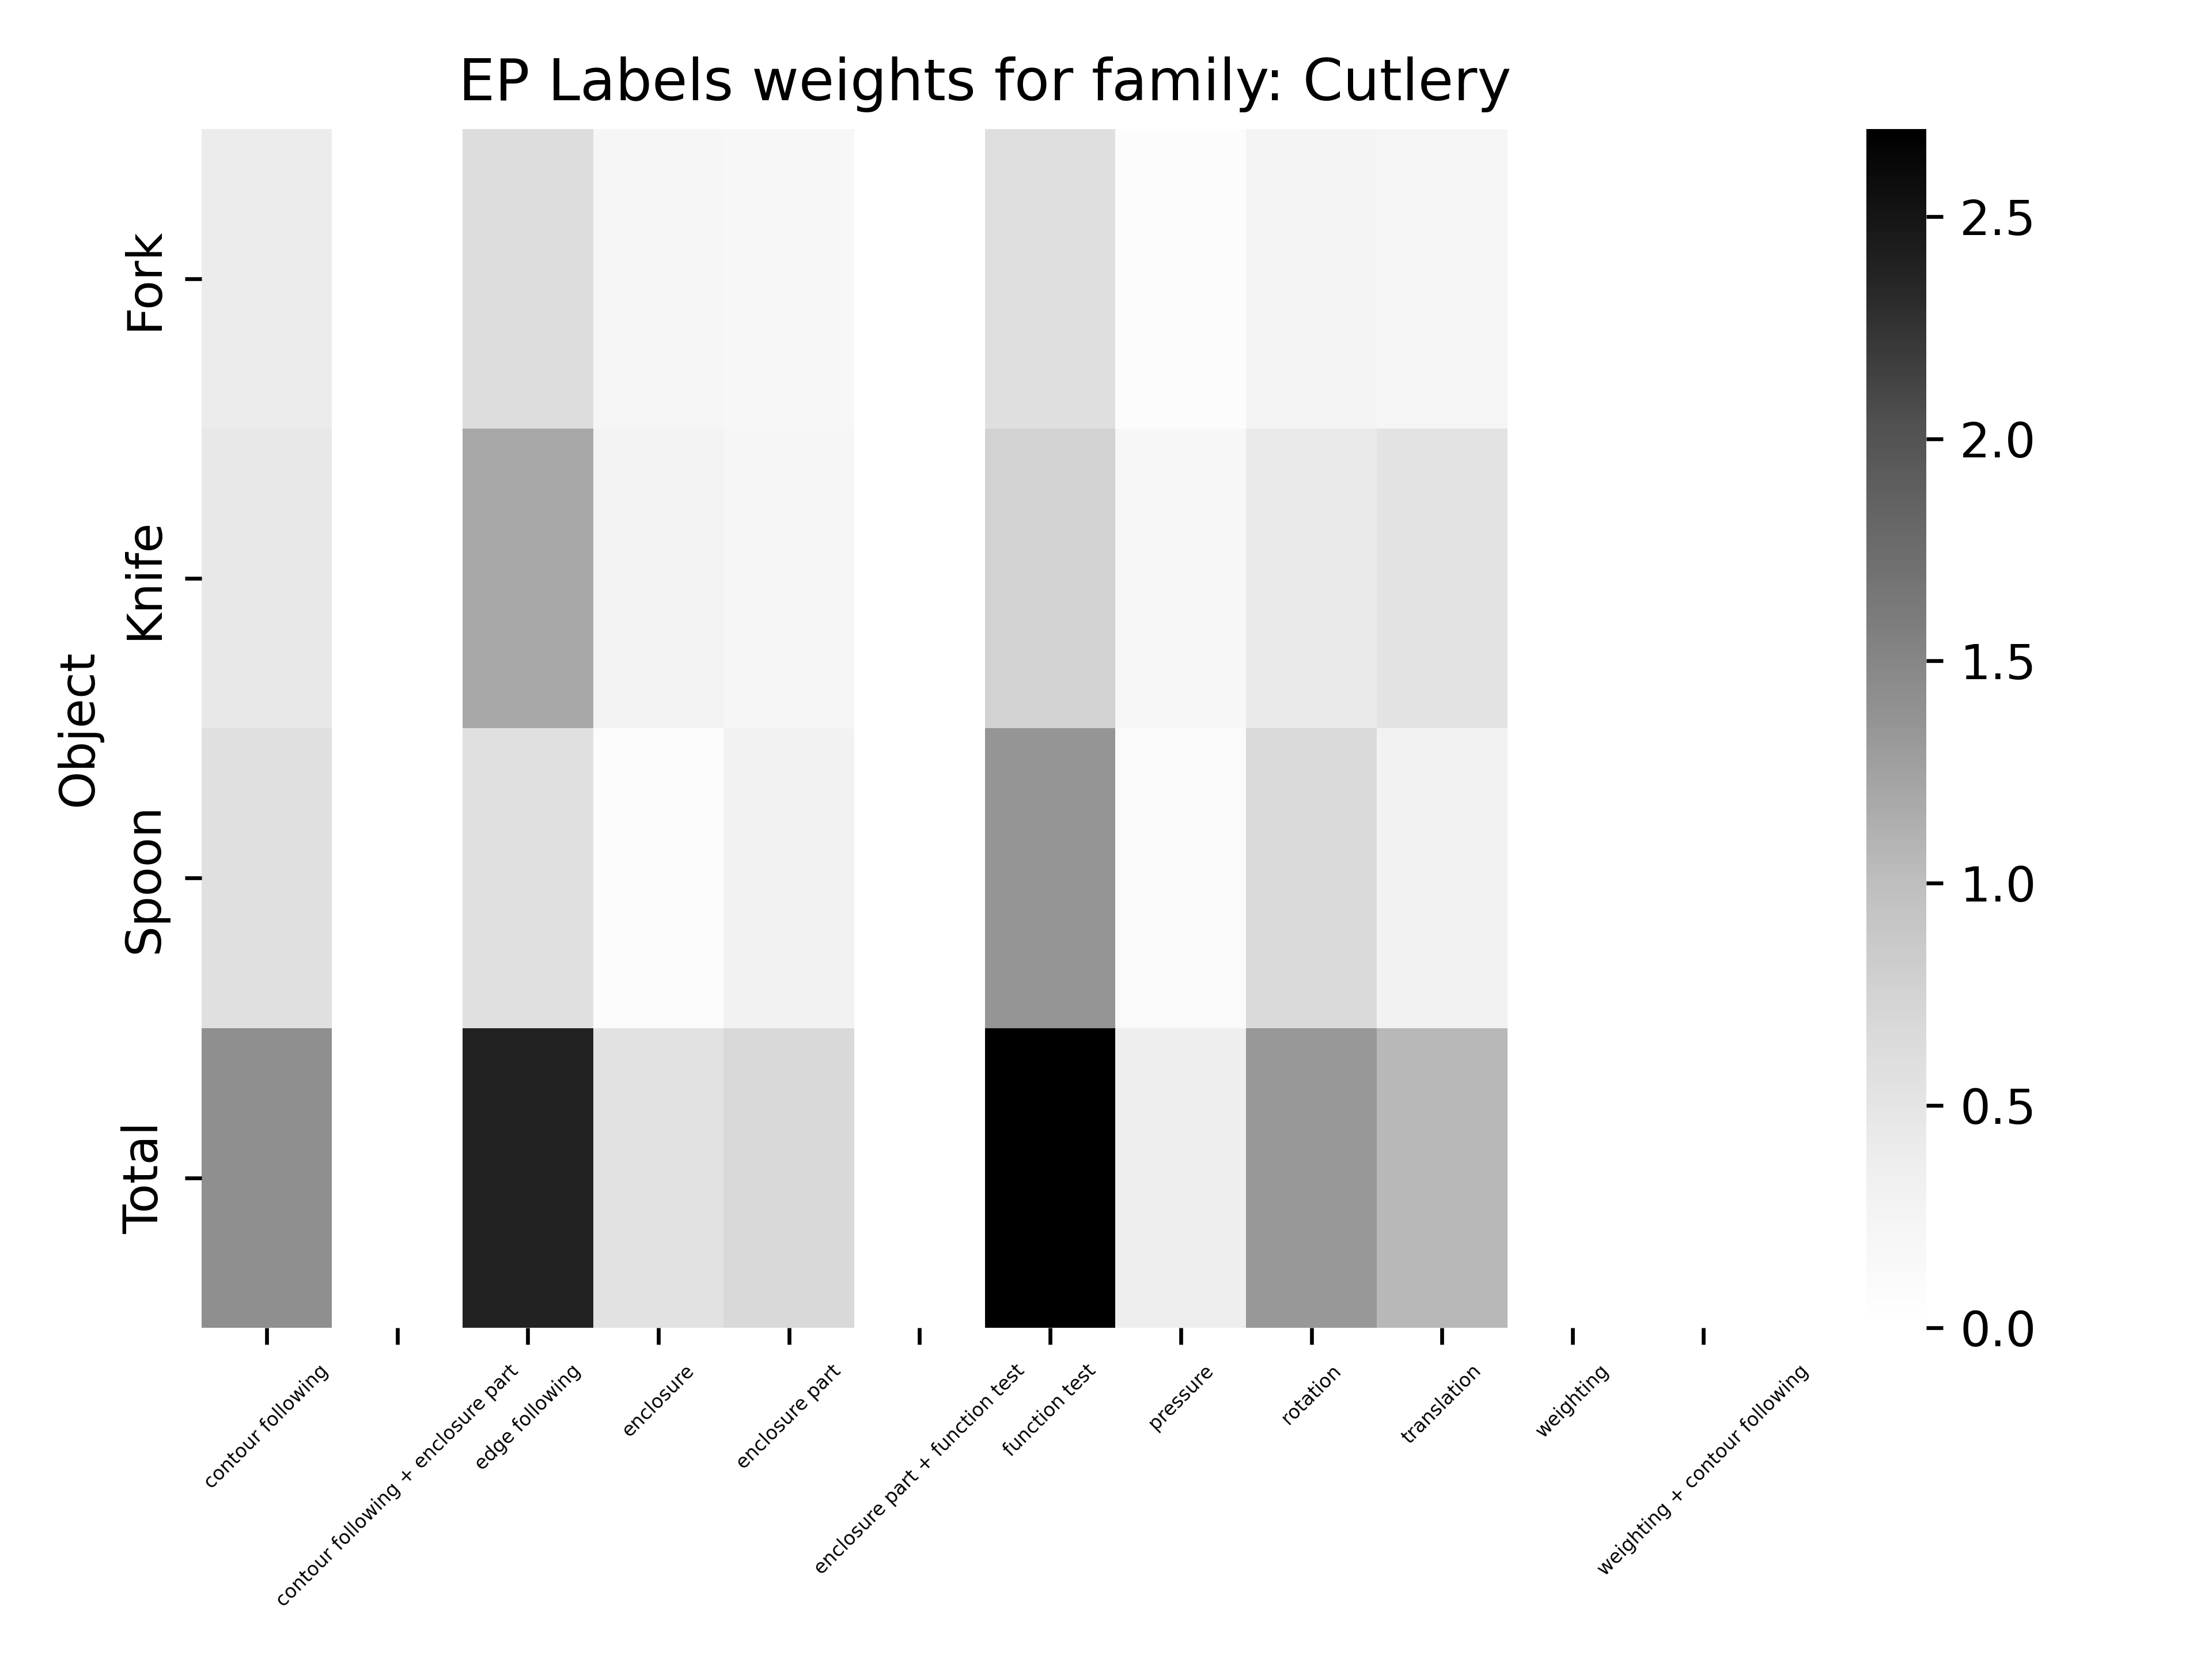 EP Labels weights for family: Cutlery
Object
Fork
Knife
Spoon
Total
contour following
contour following + enclosure part
edge following
enclosure
enclosure part
enclosure part + function test
function test
pressure
rotation
translation
weighting
weighting + contour following
2.5
2.0
1.5
1.0
0.5
0.0